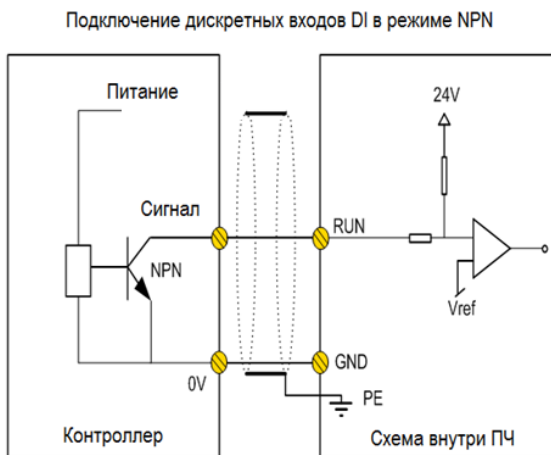 Подключение дискретных входов DI в режиме NPN
Питание
24V
Сигнал
RUN
NPN
Vref
0V
GND
PE
Контроллер
Схема внутри ПЧ